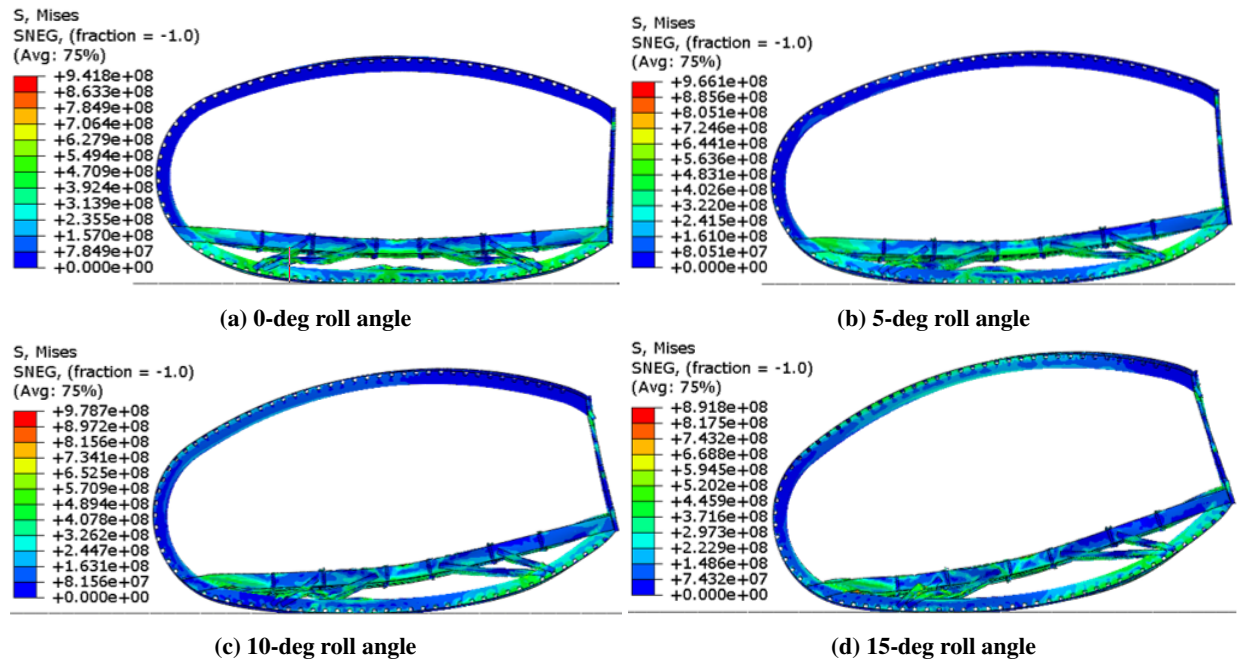 S, Mises
SNEG, (fraction = -1.0)
(Avg: 75%)
+9.418e+08
+8.633e+08
+7.849e+08
+7.064e+08
+6.279e+08
+5.494e+08
+4.709e+08
+3.924e+08
+3.139e+08
+2.355e+08
+1.570e+08
+7.849e+07
+0.000e+00
(a) 0-deg roll angle
S, Mises
SNEG, (fraction = -1.0)
(Avg: 75%)
+9.661e+08
+8.856e+08
+8.051e+08
+7.246e+08
+6.441e+08
+5.636e+08
+4.831e+08
+4.026e+08
+3.220e+08
+2.415e+08
+1.610e+08
+8.051e+07
+0.000e+00
(b) 5-deg roll angle
S, Mises
SNEG, (fraction = -1.0)
(Avg: 75%)
+9.787e+08
+8.972e+08
+8.156e+08
+7.341e+08
+6.525e+08
+5.709e+08
+4.894e+08
+4.078e+08
+3.262e+08
+2.447e+08
+1.631e+08
+8.156e+07
+0.000e+00
(c) 10-deg roll angle
S, Mises
SNEG, (fraction = -1.0)
(Avg: 75%)
+8.918e+08
+8.175e+08
+7.432e+08
+6.688e+08
+5.945e+08
+5.202e+08
+4.459e+08
+3.716e+08
+2.973e+08
+2.229e+08
+1.486e+08
+7.432e+07
+0.000e+00
(d) 15-deg roll angle